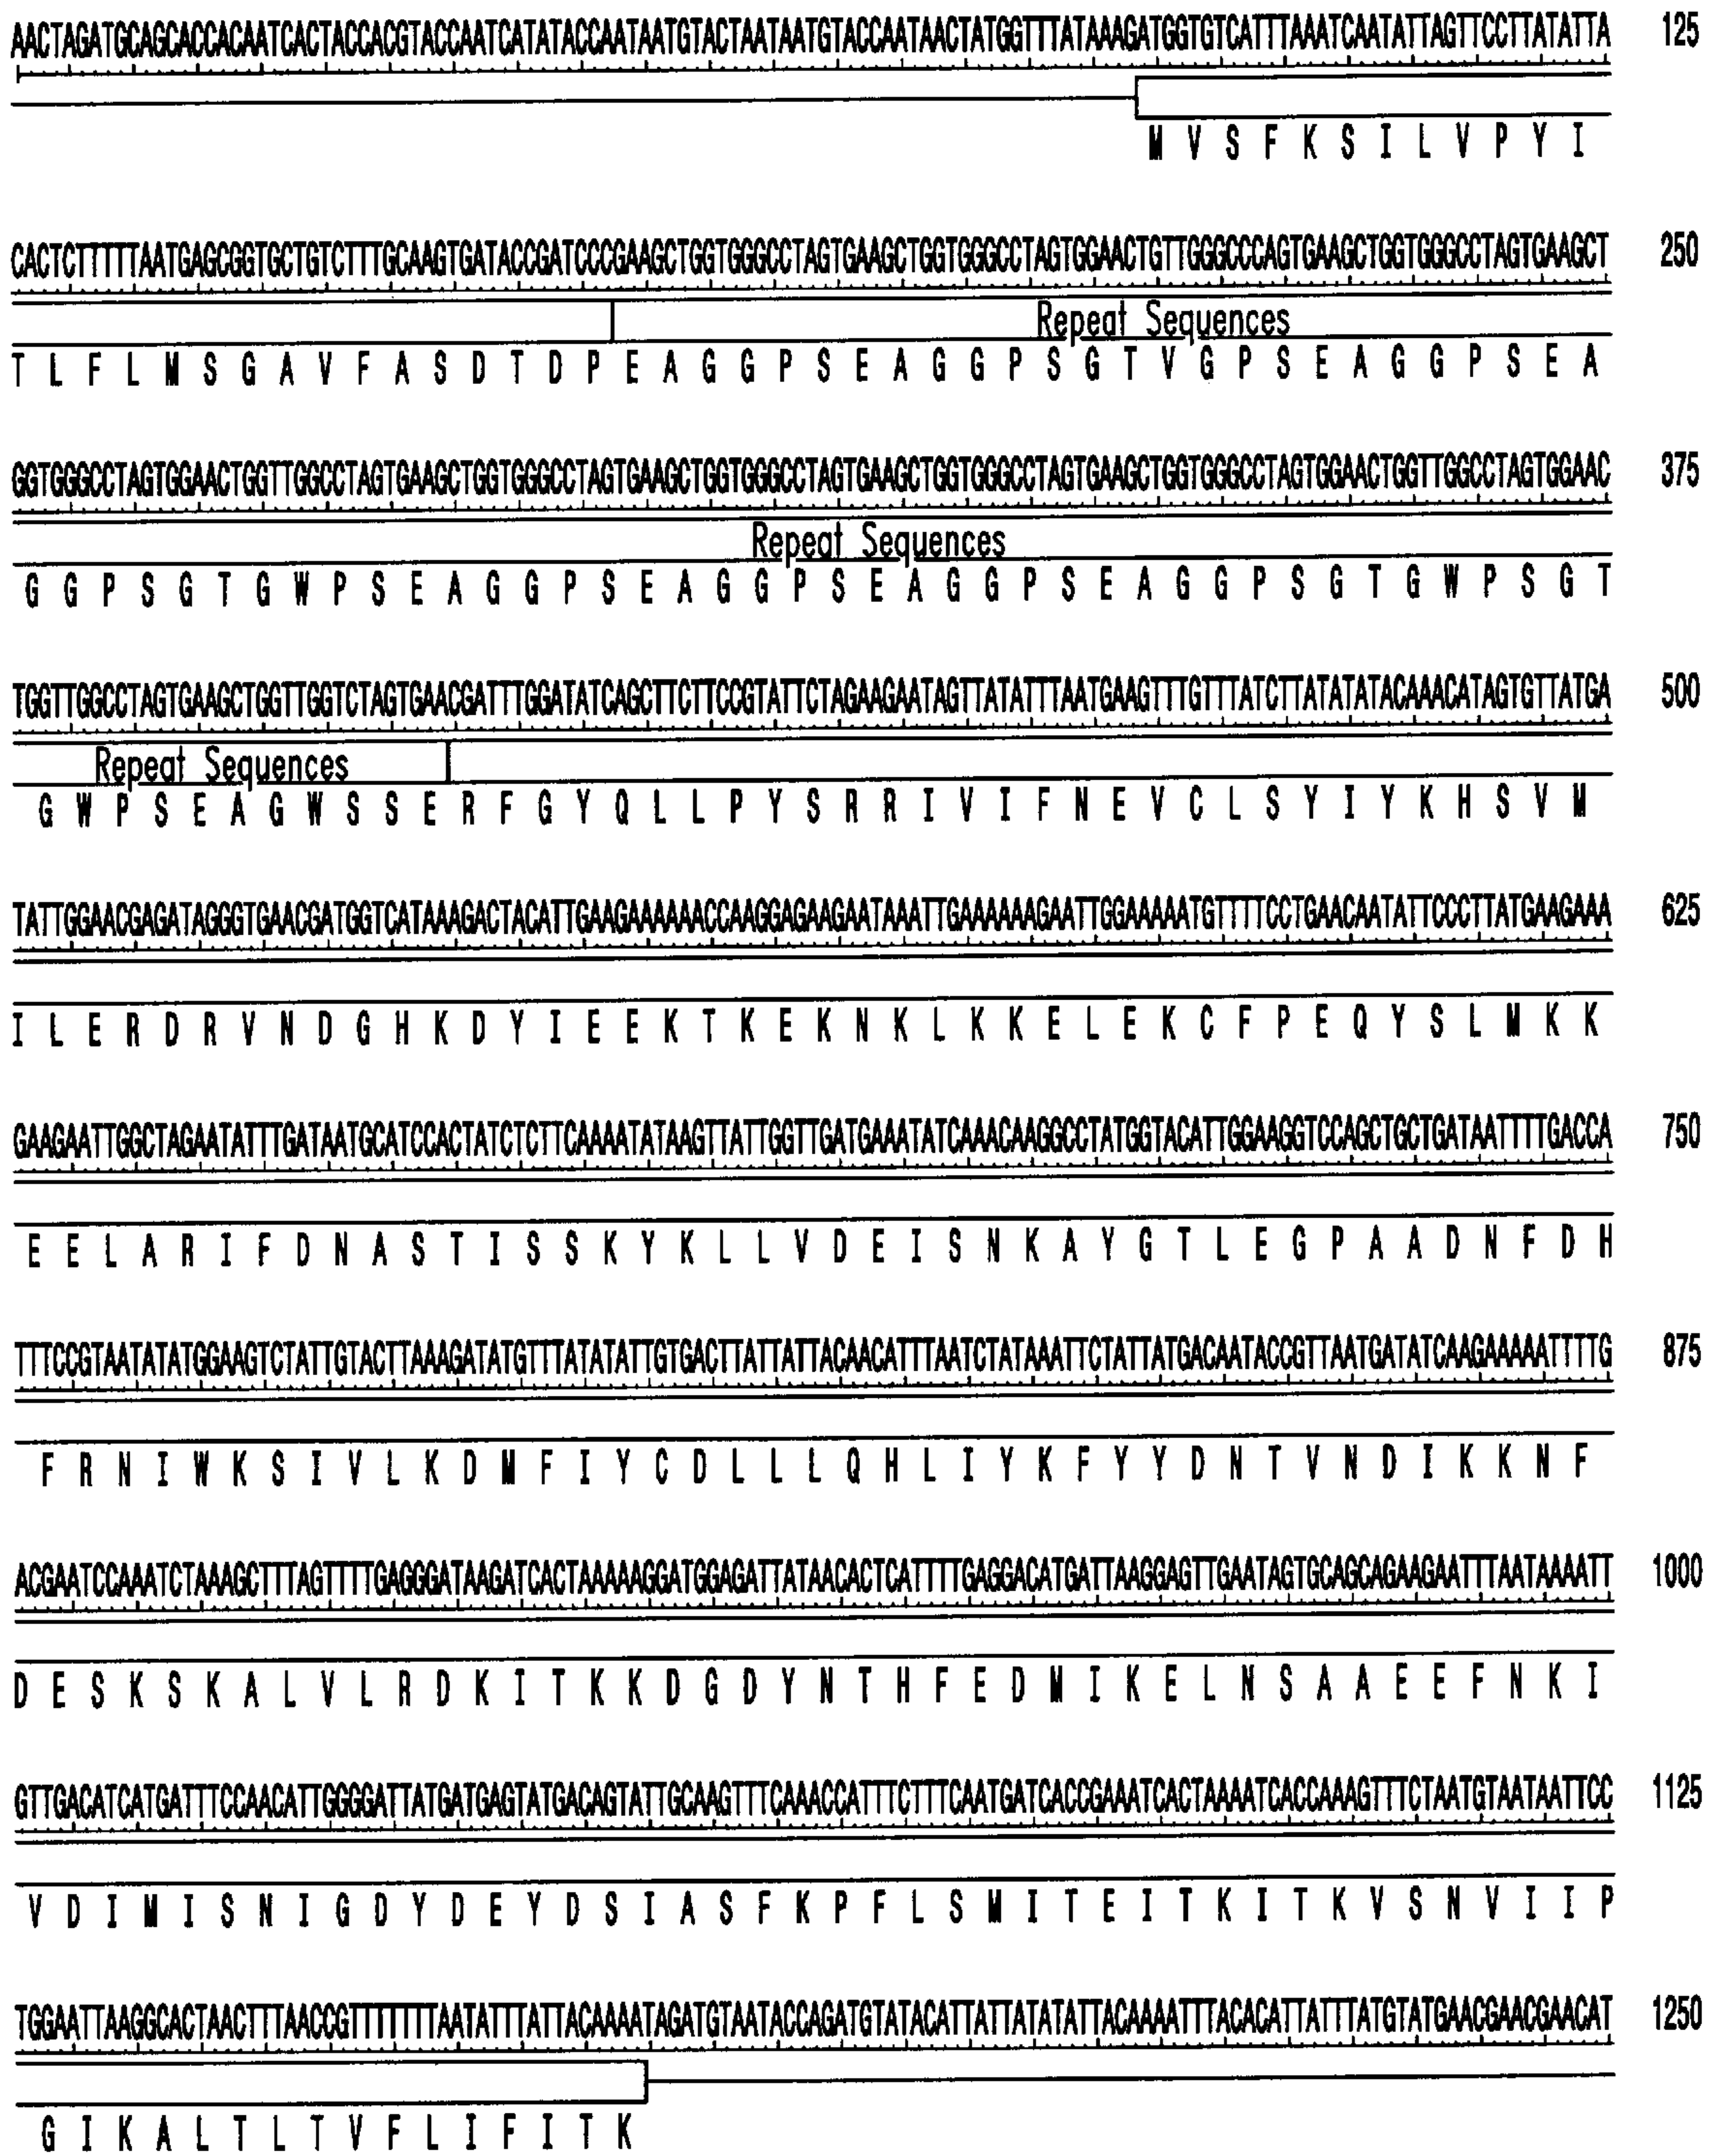 AACTAGATGCAGCACCACAATCACTACCACGTACCAATCATATACCAATAATGTACTAATAATGTACCAATAACTATGGTTTATAAAGATGGTGTCATTTAAATCAATATTAGTTCCTTATATTA 125
M V S F K S I L V P Y I
CACTCTTTTTAATGAGCGGTGCTGTCTTTGCAAGTGATACCGATCCCGAAGCTGGTGGGCCTAGTGAAGCTGGTGGGCCTAGTGGAACTGTTGGGCCCAGTGAAGCTGGTGGGCCTAGTGAAGCT 250
Repeat Sequences
T L F L M S G A V F A S D T D P E A G G P S E A G G P S G T V G P S E A G G P S E A
GGTGGGCCTAGTGGAACTGGTTGGCCTAGTGAAGCTGGTGGGCCTAGTGAAGCTGGTGGGCCTAGTGAAGCTGGTGGGCCTAGTGAAGCTGGTGGGCCTAGTGGAACTGGTTGGCCTAGTGGAAC 375
Repeat Sequences
G G P S G T G W P S E A G G P S E A G G P S E A G G P S E A G G P S G T G W P S G T
TGGTTGGCCTAGTGAAGCTGGTTGGTCTAGTGAACGATTTGGATATCAGCTTCTTCCGTATTCTAGAAGAATAGTTATATTTAATGAAGTTTGTTTATCTTATATATACAAACATAGTGTTATGA 500
Repeat Sequences
G W P S E A G W S S E R F G Y Q L L P Y S R R I V I F N E V C L S Y I Y K H S V M
TATTGGAACGAGATAGGGTGAACGATGGTCATAAAGACTACATTGAAGAAAAAACCAAGGAGAAGAATAAATTGAAAAAAGAATTGGAAAAATGTTTTCCTGAACAATATTCCCTTATGAAGAAA 625
I L E R D R V N D G H K D Y I E E K T K E K N K L K K E L E K C F P E Q Y S L M K K
GAAGAATTGGCTAGAATATTTGATAATGCATCCACTATCTCTTCAAAATATAAGTTATTGGTTGATGAAATATCAAACAAGGCCTATGGTACATTGGAAGGTCCAGCTGCTGATAATTTTGACCA 750
E E L A R I F D N A S T I S S K Y K L L V D E I S N K A Y G T L E G P A A D N F D H
TTTCCGTAATATATGGAAGTCTATTGTACTTAAAGATATGTTTATATATTGTGACTTATTATTACAACATTTAATCTATAAATTCTATTATGACAATACCGTTAATGATATCAAGAAAAATTTTG 875
F R N I W K S I V L K D M F I Y C D L L L Q H L I Y K F Y Y D N T V N D I K K N F
ACGAATCCAAATCTAAAGCTTTAGTTTTGAGGGATAAGATCACTAAAAAGGATGGAGATTATAACACTCATTTTGAGGACATGATTAAGGAGTTGAATAGTGCAGCAGAAGAATTTAATAAAATT 1000
D E S K S K A L V L R D K I T K K D G D Y N T H F E D M I K E L N S A A E E F N K I
GTTGACATCATGATTTCCAACATTGGGGATTATGATGAGTATGACAGTATTGCAAGTTTCAAACCATTTCTTTCAATGATCACCGAAATCACTAAAATCACCAAAGTTTCTAATGTAATAATTCC 1125
V D I M I S N I G D Y D E Y D S I A S F K P F L S M I T E I T K I T K V S N V I I P
TGGAATTAAGGCACTAACTTTAACCGTTTTTTTAATATTTATTACAAAATAGATGTAATACCAGATGTATACATTATTATATATTACAAAATTTACACATTATTTATGTATGAACGAACGAACAT 1250
G I K A L T L T V F L I F I T K